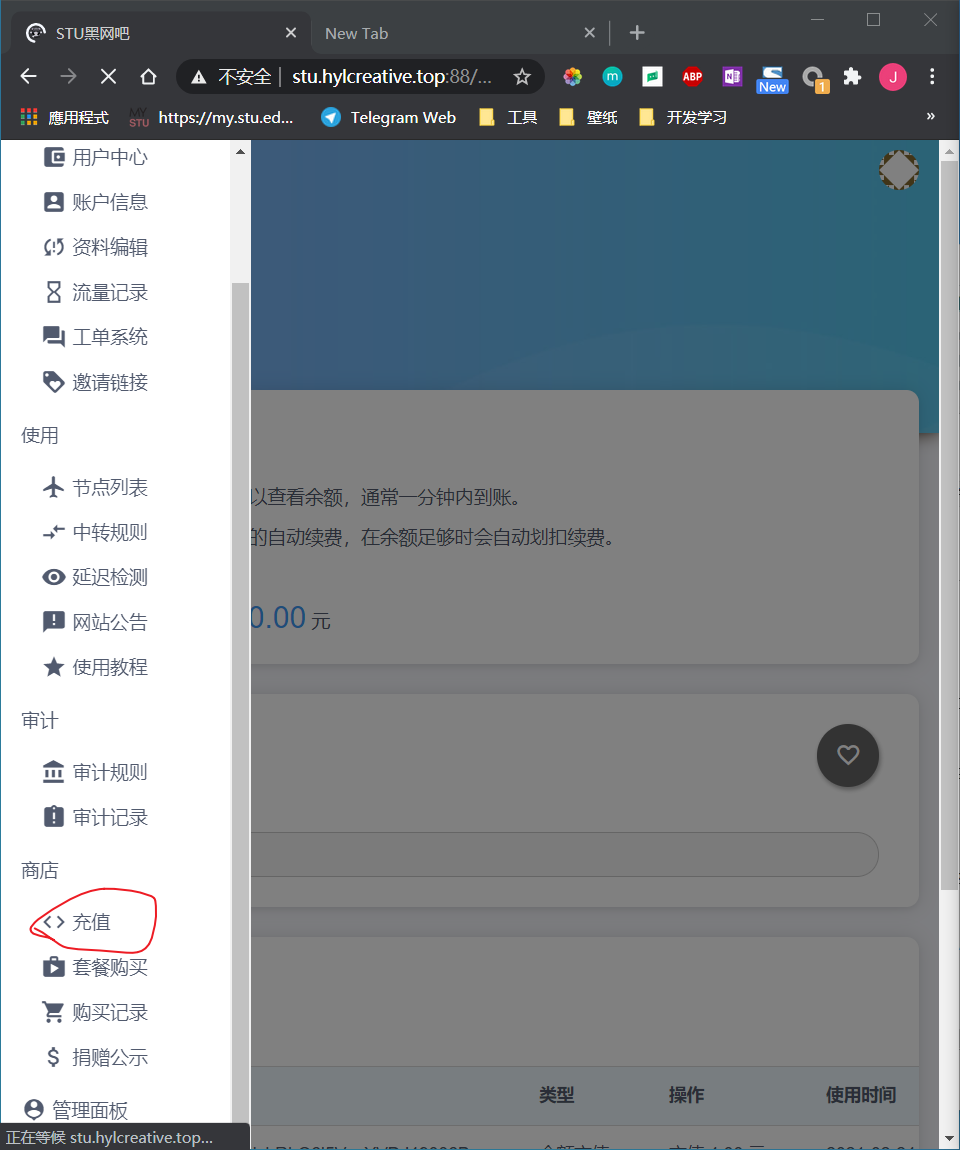 STU黑网吧
New Tab
不安全 stu.hylcreative.top:88/...
ABP
N
New
1
J
應用程式
MY STU
https://my.stu.ed...
Telegram Web
工具
壁纸
开发学习
»
用户中心
账户信息
资料编辑
流量记录
工单系统
邀请链接
使用
节点列表
以查看余额，通常一分钟内到账。
中转规则
的自动续费，在余额足够时会自动划扣续费。
延迟检测
网站公告
0.00 元
使用教程
审计
审计规则
审计记录
商店
充值
套餐购买
购买记录
捐赠公示
类型 操作 使用时间
管理面板
正在等候 stu.hylcreative.top...